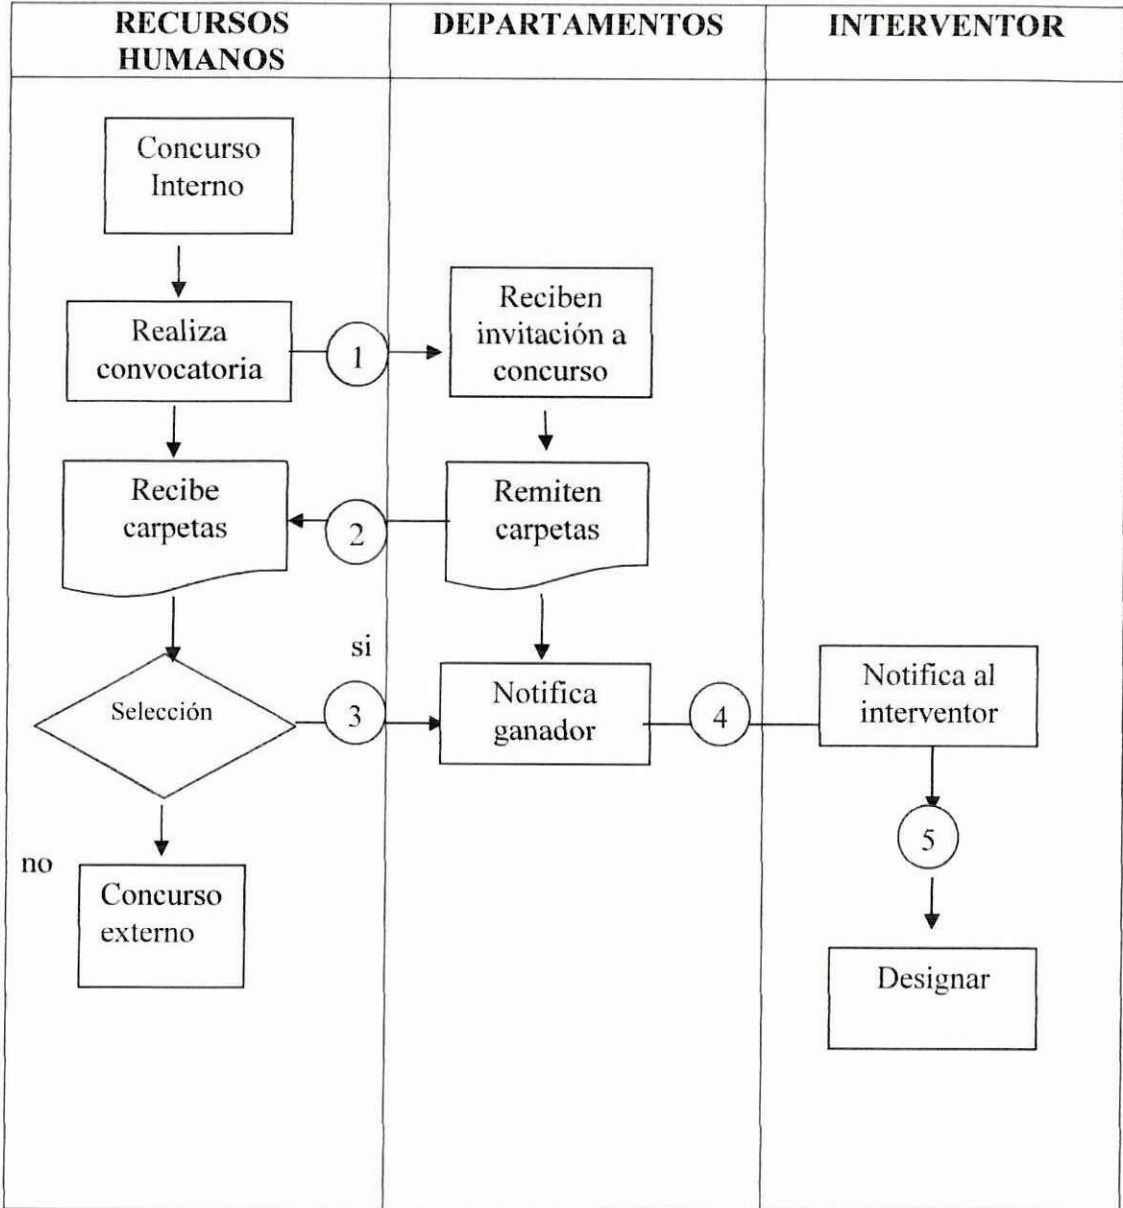 RECURSOS
HUMANOS
DEPARTAMENTOS
INTERVENTOR
Concurso
Interno
Realiza
convocatoria
1
Reciben
invitación a
concurso
Recibe
carpetas
2
Remiten
carpetas
si
Selección
3
Notifica
ganador
4
Notifica al
interventor
5
no
Concurso
externo
Designar